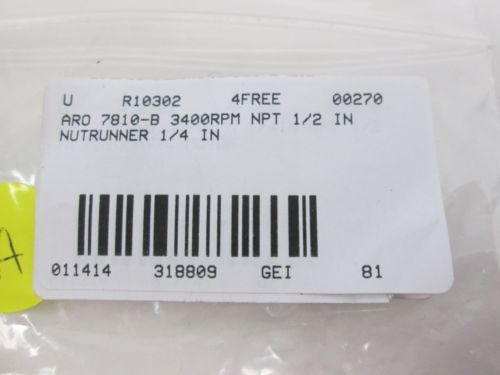 U R10302 4FREE 00270
ARO 7810-B 3400RPM NPT 1/2 IN
NUTRUNNER 1/4 IN
011414 318809 GEI 81
A